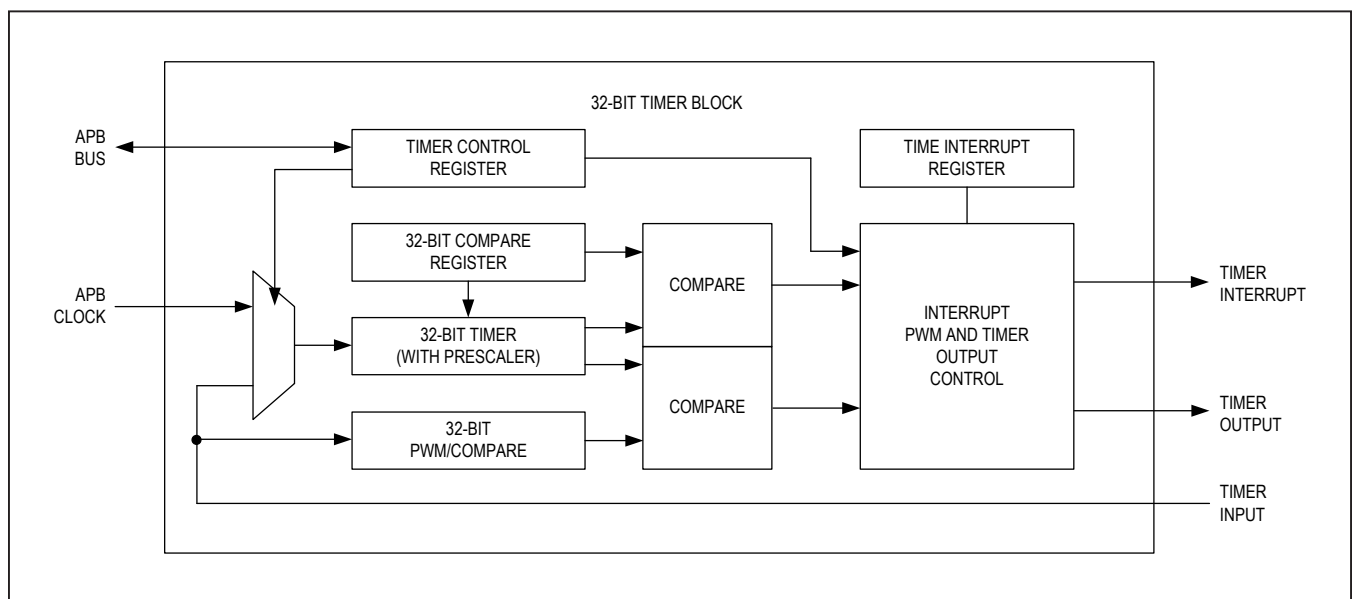 32-BIT TIMER BLOCK
APB
BUS
TIMER CONTROL
REGISTER
TIME INTERRUPT
REGISTER
32-BIT COMPARE
REGISTER
COMPARE
APB
CLOCK
32-BIT TIMER
(WITH PRESCALER)
INTERRUPT
PWM AND TIMER
OUTPUT
CONTROL
TIMER
INTERRUPT
COMPARE
32-BIT
PWM/COMPARE
TIMER
OUTPUT
TIMER
INPUT